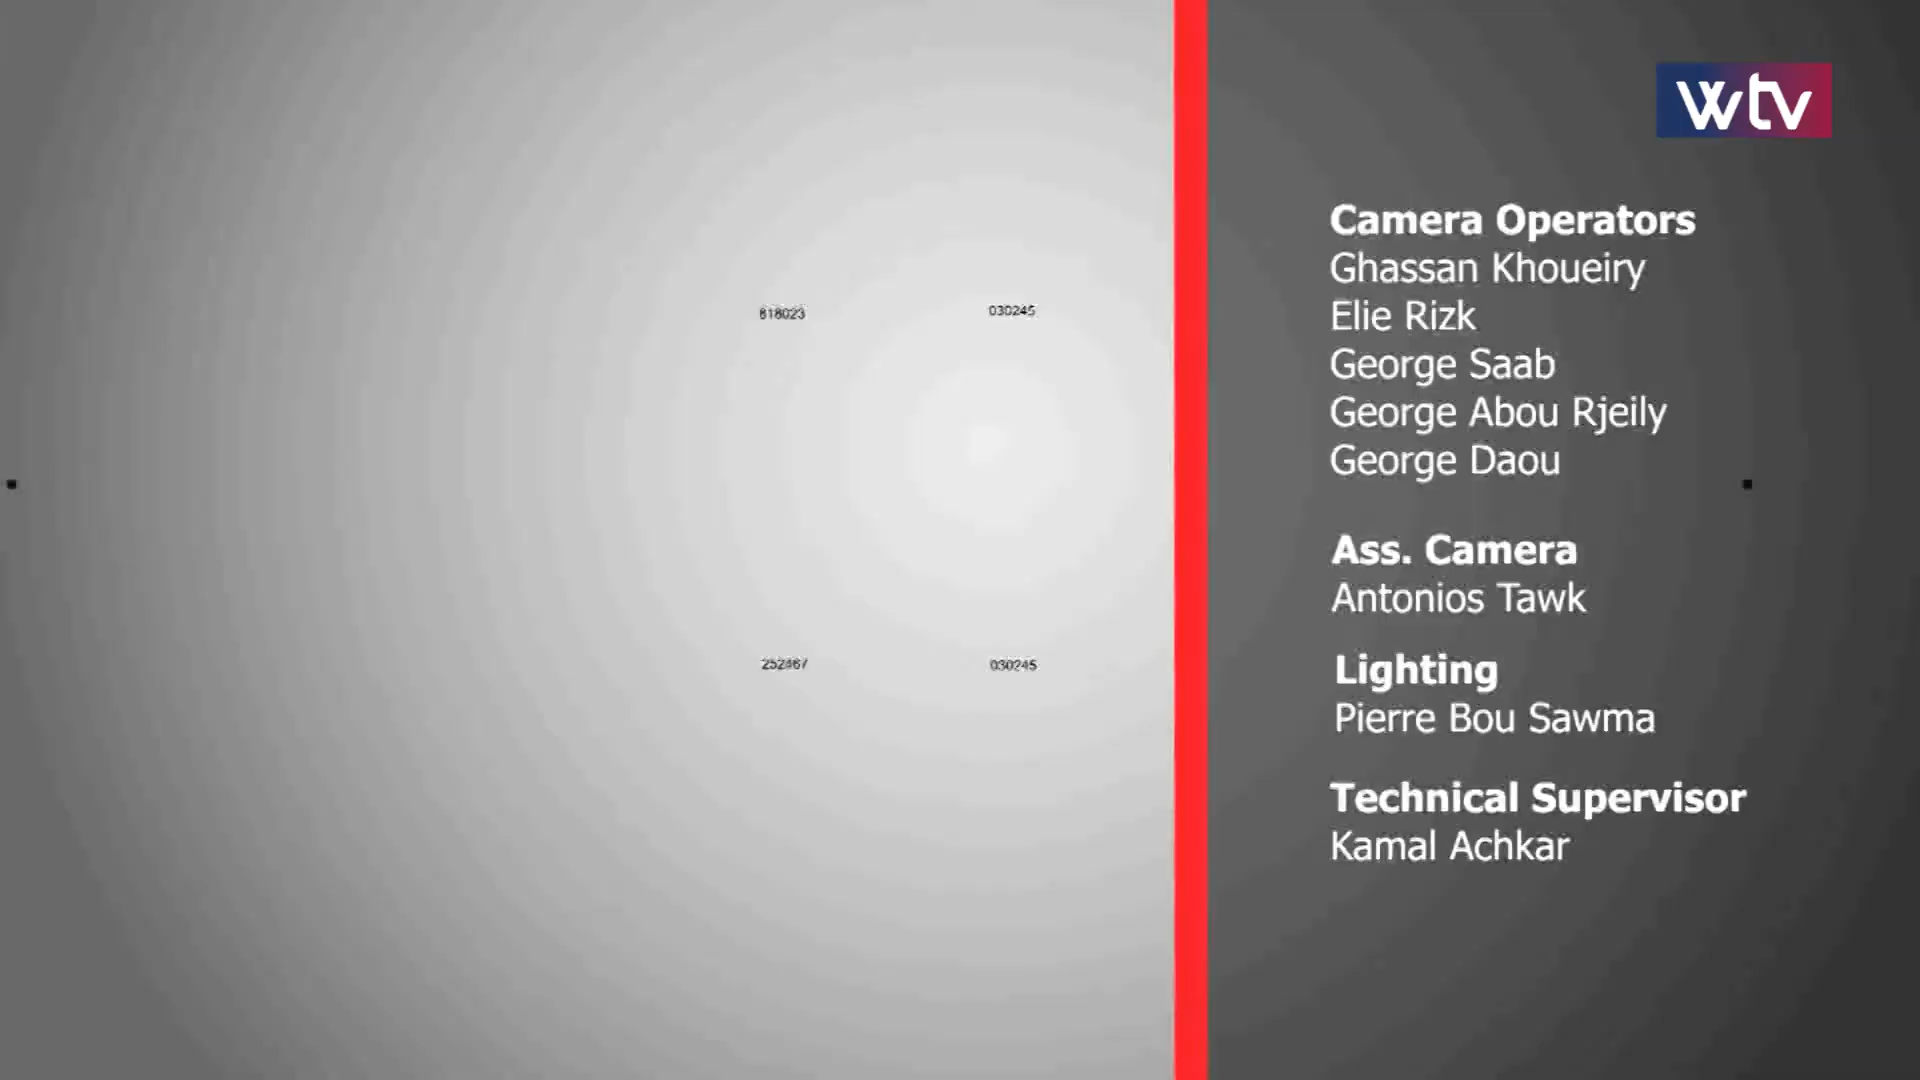 wtv
818023
030245
252467
030245
Camera Operators
Ghassan Khoueiry
Elie Rizk
George Saab
George Abou Rjeily
George Daou
Ass. Camera
Antonios Tawk
Lighting
Pierre Bou Sawma
Technical Supervisor
Kamal Achkar